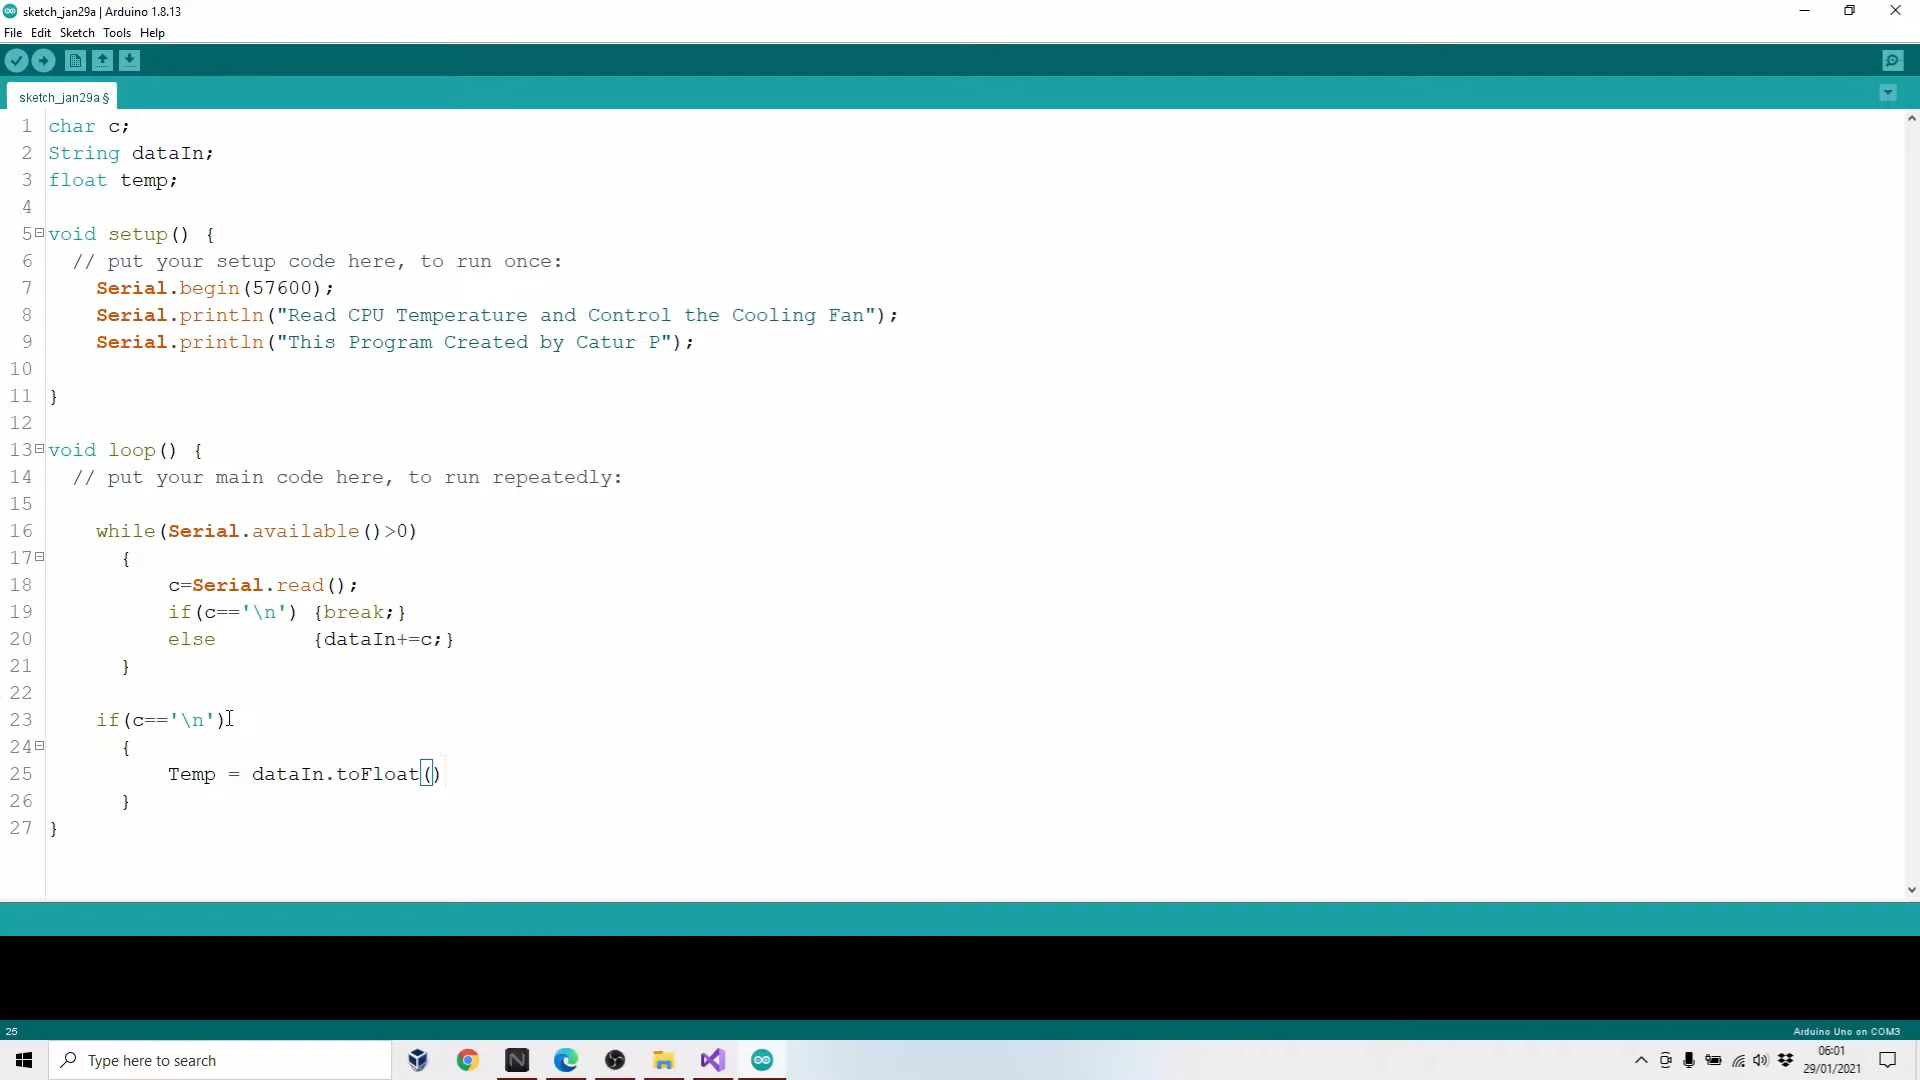 sketch_jan29a | Arduino 1.8.13
File Edit Sketch Tools Help
sketch_jan29a §
1 char c;
2 String dataIn;
3 float temp;
4
5 void setup() {
6   // put your setup code here, to run once:
7     Serial.begin(57600);
8     Serial.println("Read CPU Temperature and Control the Cooling Fan");
9     Serial.println("This Program Created by Catur P");
10
11 }
12
13 void loop() {
14   // put your main code here, to run repeatedly:
15
16     while(Serial.available()>0)
17       {
18           c=Serial.read();
19           if(c=='\n') {break;}
20           else        {dataIn+=c;}
21       }
22
23     if(c=='\n')
24       {
25           Temp = dataIn.toFloat()
26       }
27 }
25
Arduino Uno on COM3
Type here to search
06:01
29/01/2021